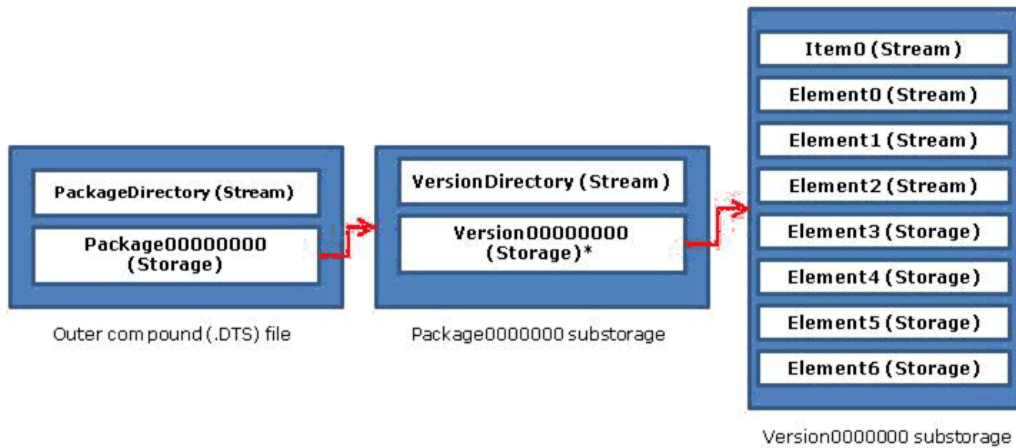 PackageDirectory (Stream)
Package00000000
(Storage)
Outer compound (.DTS) file
VersionDirectory (Stream)
Version00000000
(Storage)*
Package0000000 substorage
Item0 (Stream)
Element0 (Stream)
Element1 (Stream)
Element2 (Stream)
Element3 (Storage)
Element4 (Storage)
Element5 (Storage)
Element6 (Storage)
Version0000000 substorage